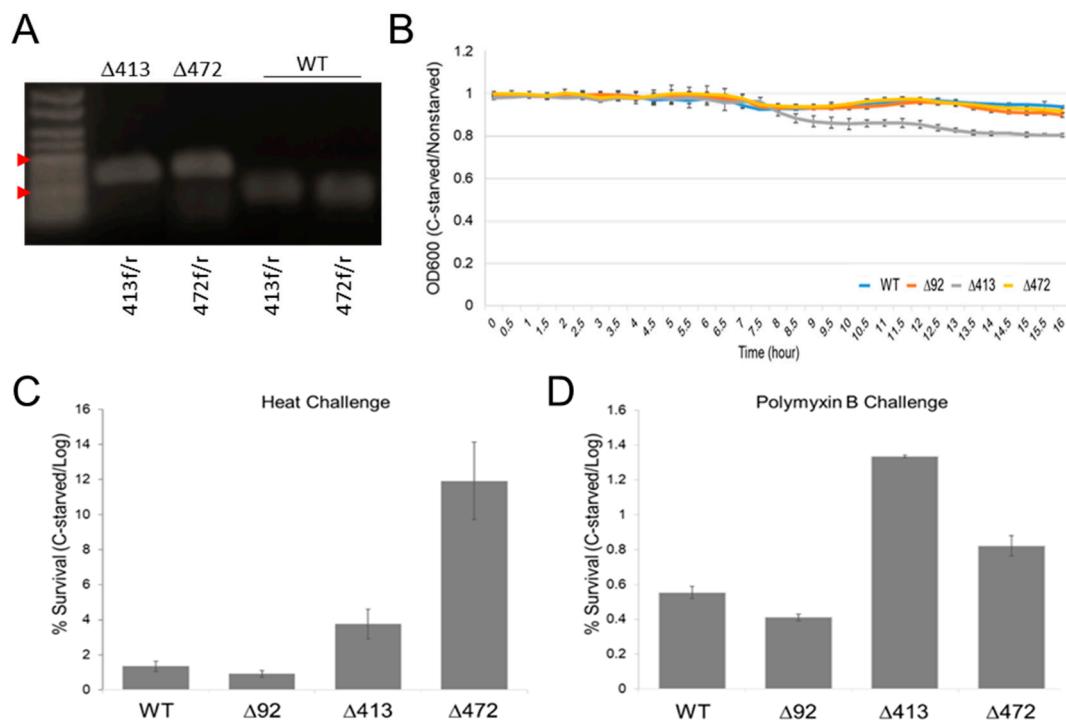 A
Δ413 Δ472 WT
413f/r 472f/r 413f/r 472f/r
B
OD600 (C-starved/Nonstarved)
1.2
1
0.8
0.6
0.4
0.2
0
WT Δ92 Δ413 Δ472
0 0.5 1 1.5 2 2.5 3 3.5 4 4.5 5 5.5 6 6.5 7 7.5 8 8.5 9 9.5 10 10.5 11 11.5 12 12.5 13 13.5 14 14.5 15 15.5 16
Time (hour)
C
Heat Challenge
% Survival (C-starved/Log)
16
14
12
10
8
6
4
2
0
WT Δ92 Δ413 Δ472
D
Polymyxin B Challenge
% Survival (C-starved/Log)
1.6
1.4
1.2
1
0.8
0.6
0.4
0.2
0
WT Δ92 Δ413 Δ472